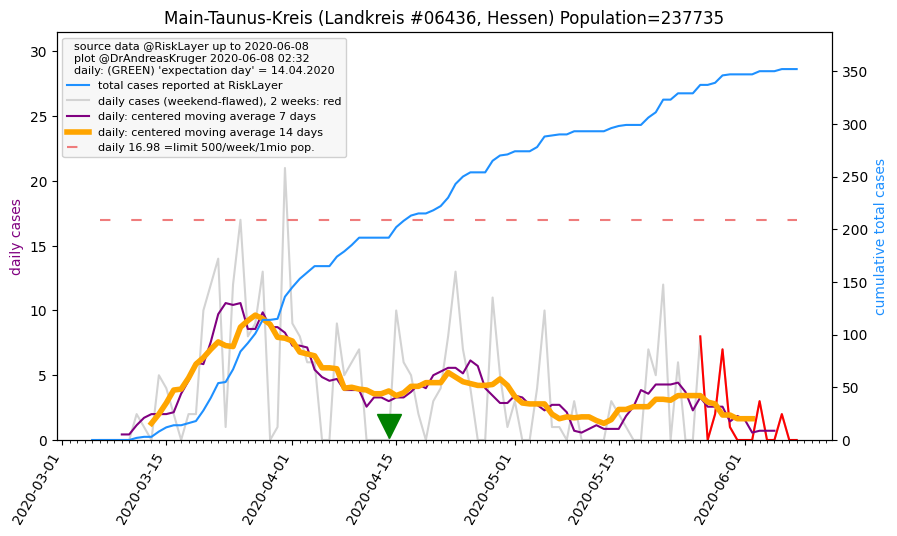 Main-Taunus-Kreis (Landkreis #06436, Hessen) Population=237735
source data @RiskLayer up to 2020-06-08
plot @DrAndreasKruger 2020-06-08 02:32
daily: (GREEN) 'expectation day' = 14.04.2020
total cases reported at RiskLayer
daily cases (weekend-flawed), 2 weeks: red
daily: centered moving average 7 days
daily: centered moving average 14 days
daily 16.98 =limit 500/week/1mio pop.
daily cases
30
25
20
15
10
5
0
cumulative total cases
350
300
250
200
150
100
50
0
2020-03-01
2020-03-15
2020-04-01
2020-04-15
2020-05-01
2020-05-15
2020-06-01